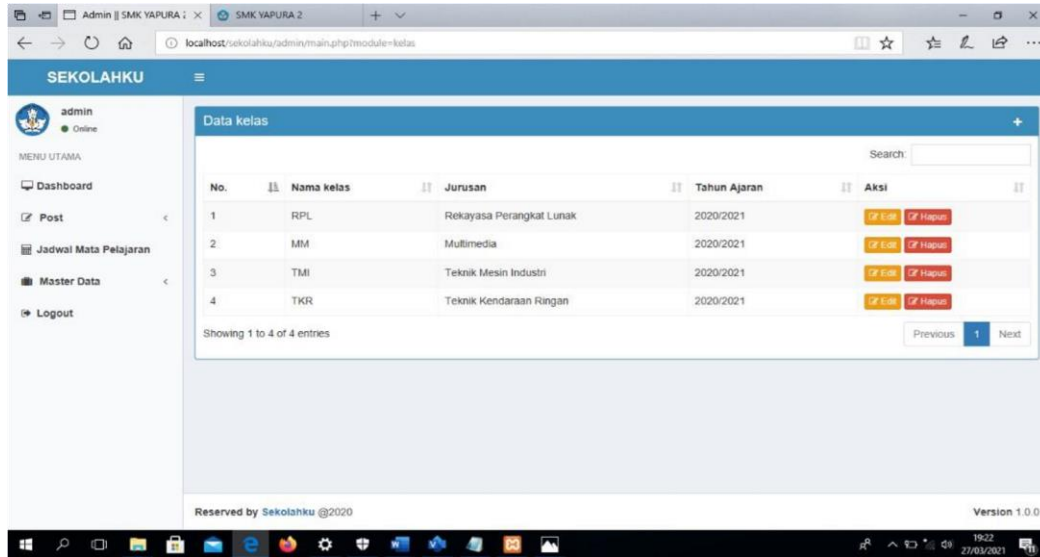 Admin || SMK YAPURA 2
SMK YAPURA 2
localhost/sekolahku/admin/main.php?module=kelas
SEKOLAHKU
admin
Online
MENU UTAMA
Dashboard
Post
Jadwal Mata Pelajaran
Master Data
Logout
Data kelas
Search:
No. Nama kelas Jurusan Tahun Ajaran Aksi
1 RPL Rekayasa Perangkat Lunak 2020/2021 Edit Hapus
2 MM Multimedia 2020/2021 Edit Hapus
3 TMI Teknik Mesin Industri 2020/2021 Edit Hapus
4 TKR Teknik Kendaraan Ringan 2020/2021 Edit Hapus
Showing 1 to 4 of 4 entries
Previous 1 Next
Reserved by Sekolahku @2020
Version 1.0.0
19:22
27/03/2021